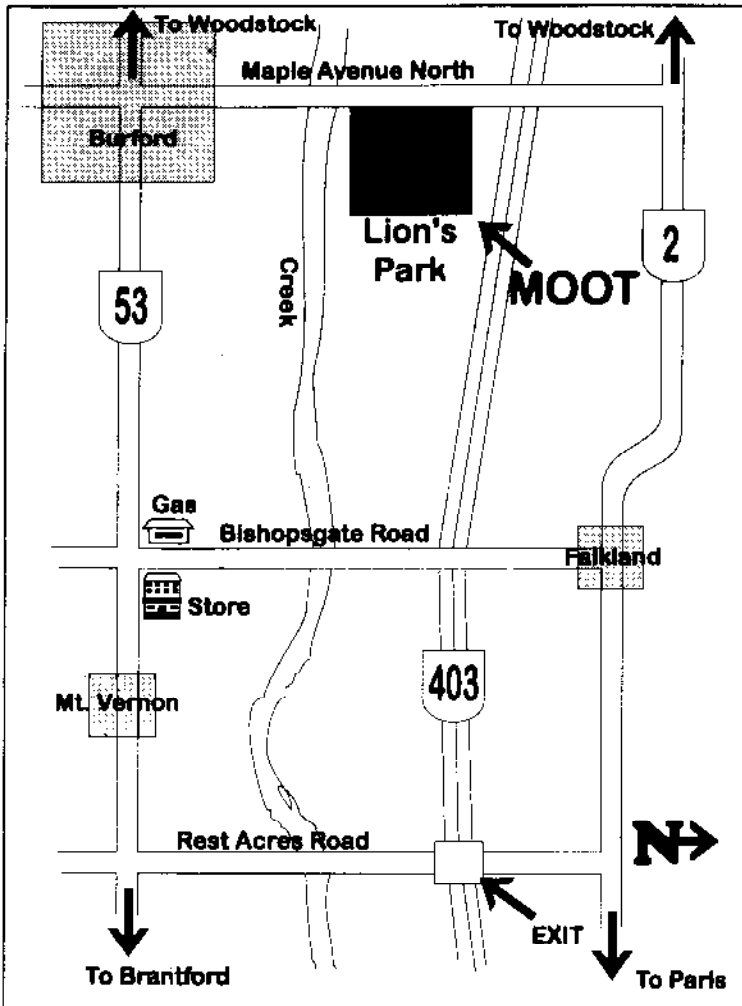 To Woodstock
To Woodstock
Maple Avenue North
Burford
Lion's
Park
2
MOOT
Creek
53
Gas
Bishopsgate Road
Falkland
Store
403
Mt. Vernon
N
Rest Acres Road
EXIT
To Brantford
To Paris